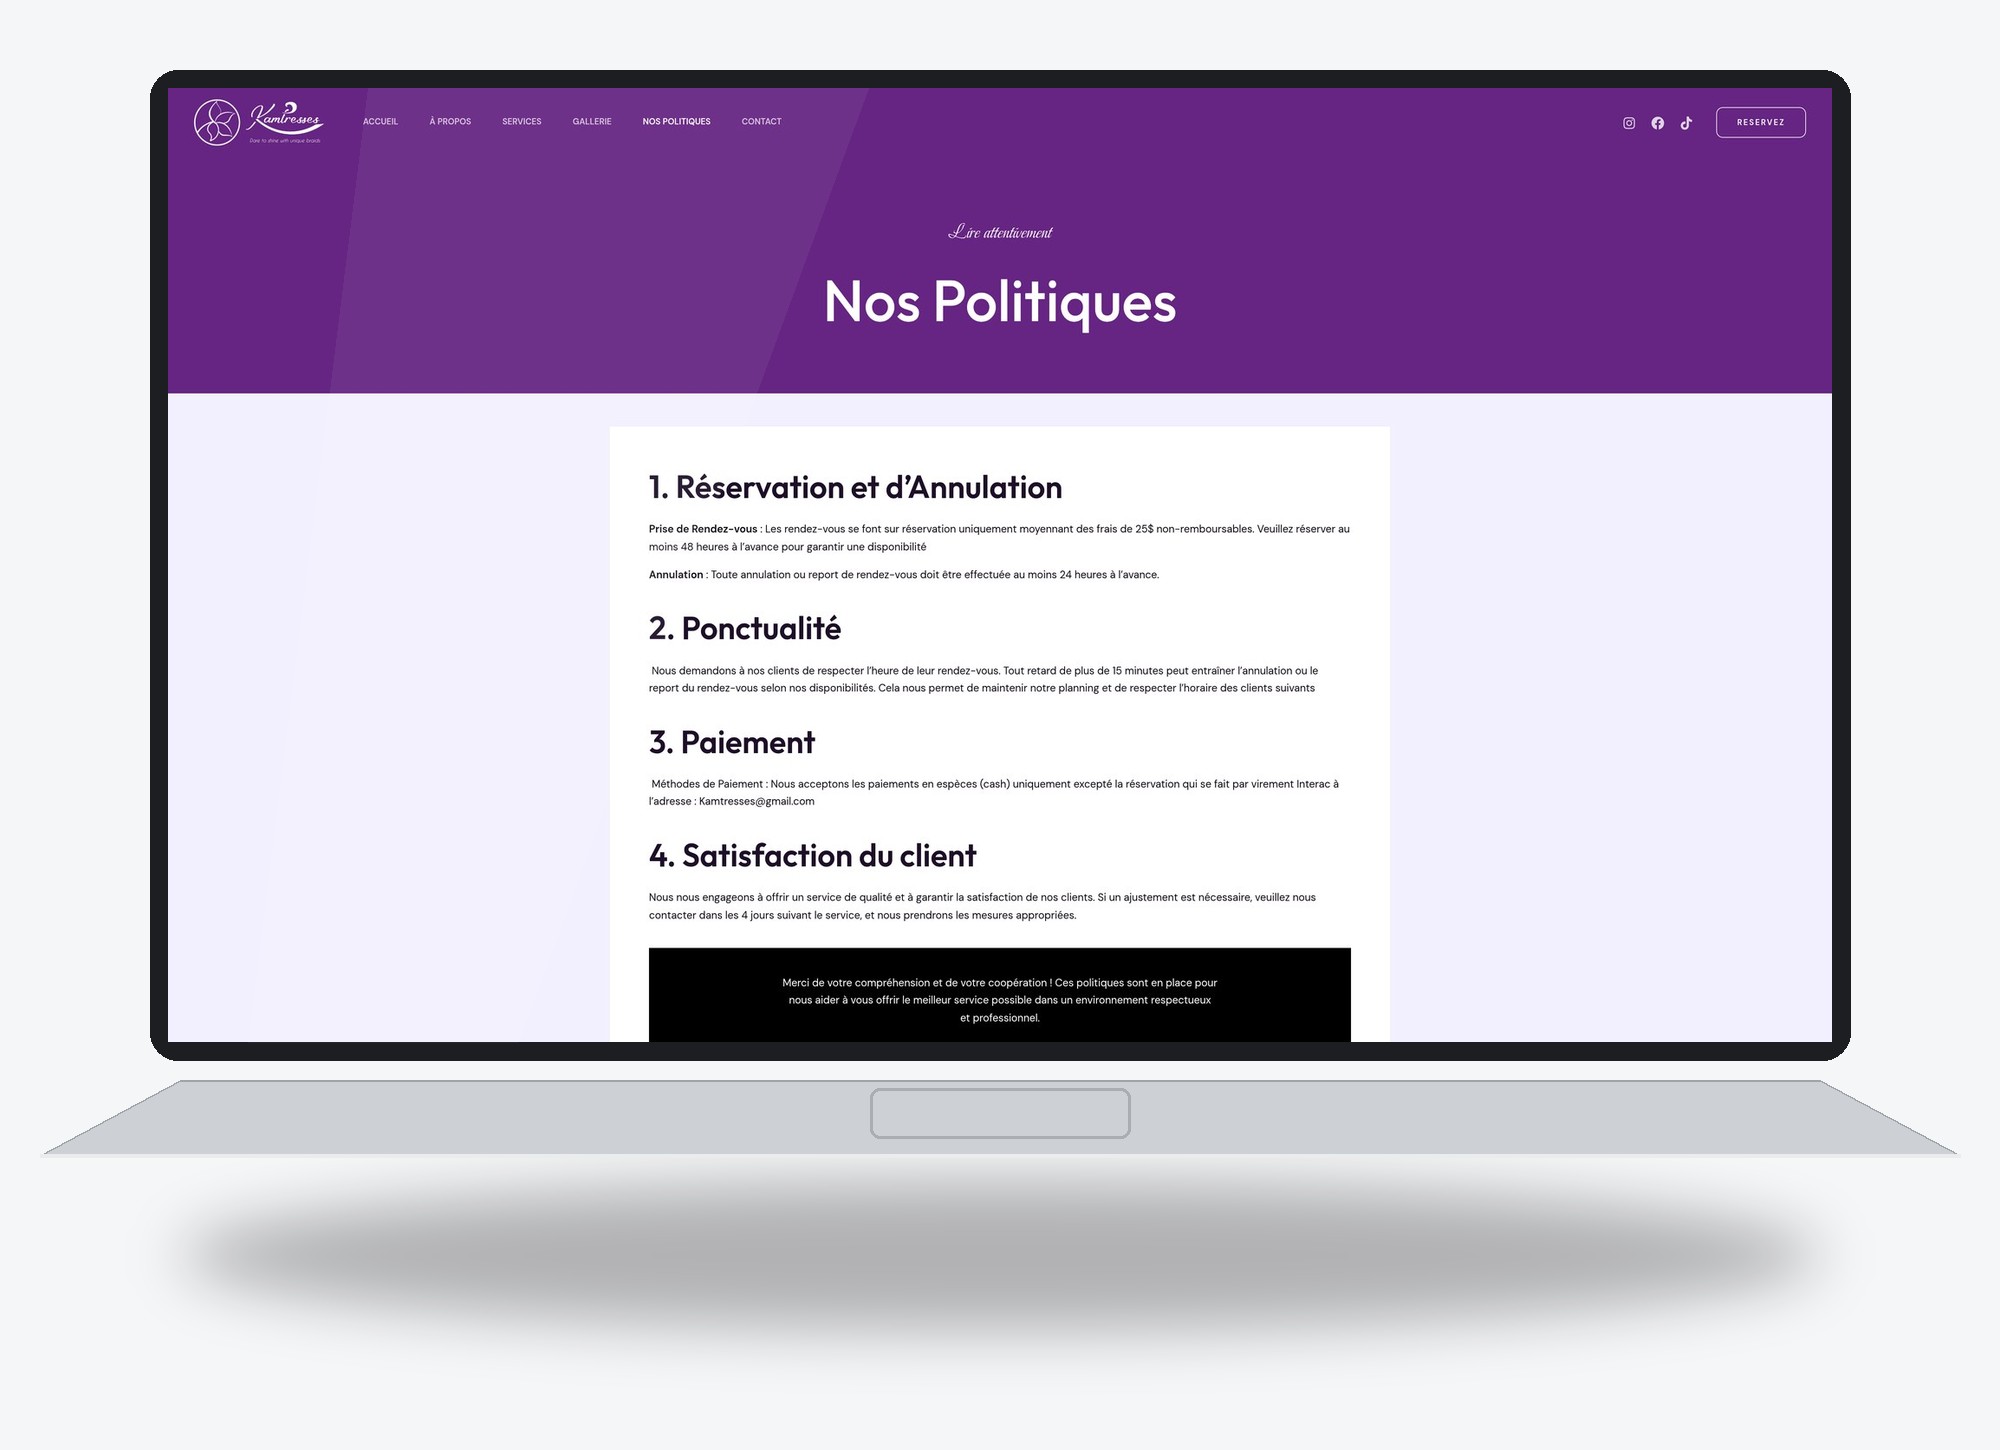 Kamtresses
Dare to shine with unique braids
ACCUEIL À PROPOS SERVICES GALLERIE NOS POLITIQUES CONTACT
RESERVEZ
Lire attentivement
Nos Politiques
1. Réservation et d’Annulation
Prise de Rendez-vous : Les rendez-vous se font sur réservation uniquement moyennant des frais de 25$ non-remboursables. Veuillez réserver au
moins 48 heures à l’avance pour garantir une disponibilité
Annulation : Toute annulation ou report de rendez-vous doit être effectuée au moins 24 heures à l’avance.
2. Ponctualité
Nous demandons à nos clients de respecter l’heure de leur rendez-vous. Tout retard de plus de 15 minutes peut entraîner l’annulation ou le
report du rendez-vous selon nos disponibilités. Cela nous permet de maintenir notre planning et de respecter l’horaire des clients suivants
3. Paiement
Méthodes de Paiement : Nous acceptons les paiements en espèces (cash) uniquement excepté la réservation qui se fait par virement Interac à
l’adresse : Kamtresses@gmail.com
4. Satisfaction du client
Nous nous engageons à offrir un service de qualité et à garantir la satisfaction de nos clients. Si un ajustement est nécessaire, veuillez nous
contacter dans les 4 jours suivant le service, et nous prendrons les mesures appropriées.
Merci de votre compréhension et de votre coopération ! Ces politiques sont en place pour
nous aider à vous offrir le meilleur service possible dans un environnement respectueux
et professionnel.